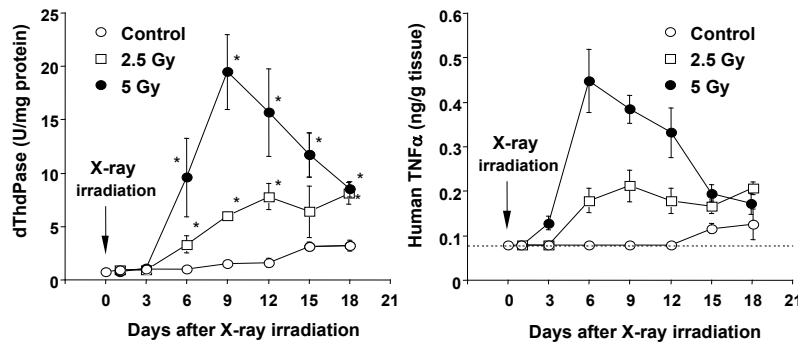 Control
2.5 Gy
5 Gy
X-ray
irradiation
dThdPase (U/mg protein)
25
20
15
10
5
0
* * * * * * * * *
0 3 6 9 12 15 18 21
Days after X-ray irradiation
Control
2.5 Gy
5 Gy
X-ray
irradiation
Human TNFα (ng/g tissue)
0.6
0.5
0.4
0.3
0.2
0.1
0.0
0 3 6 9 12 15 18 21
Days after X-ray irradiation